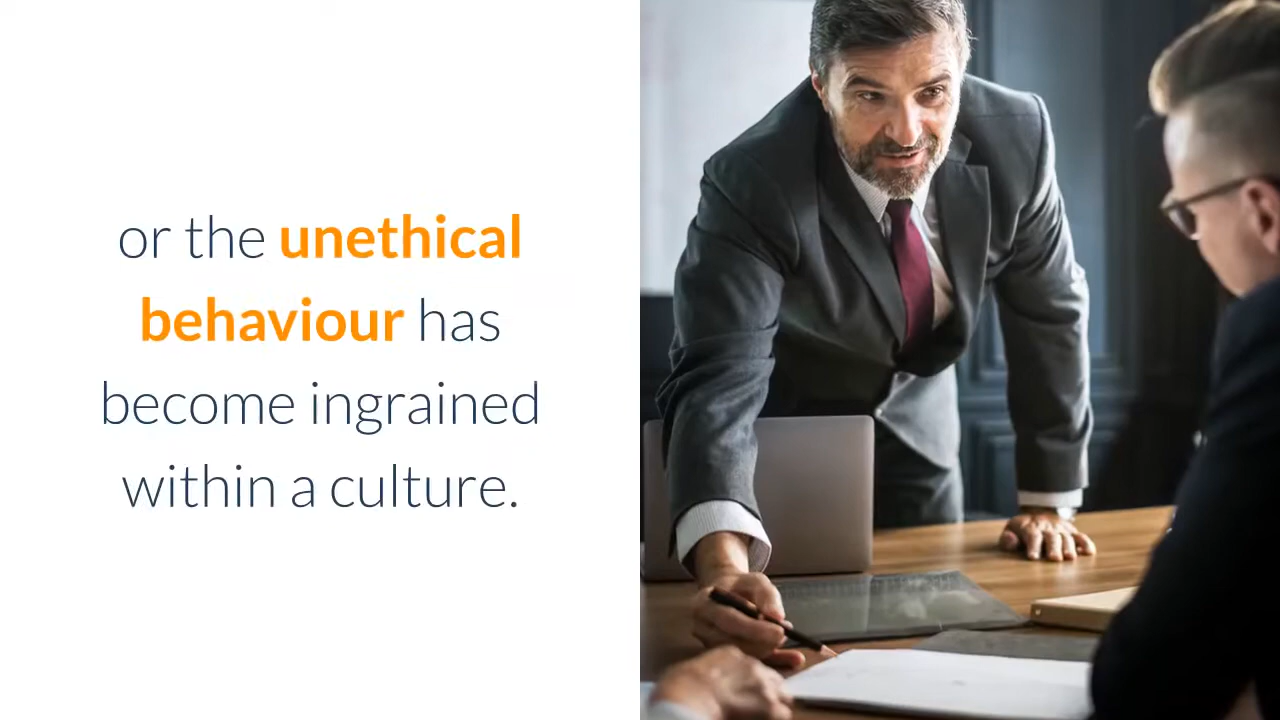 or the unethical
behaviour has
become ingrained
within a culture.